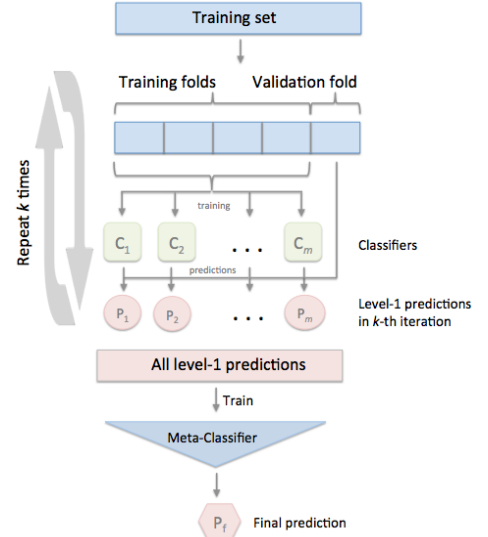 Training set
Training folds Validation fold
Repeat k times
training
C1 C2 ... Cm Classifiers
predictions
P1 P2 ... Pm Level-1 predictions
in k-th iteration
All level-1 predictions
Train
Meta-Classifier
Pf Final prediction